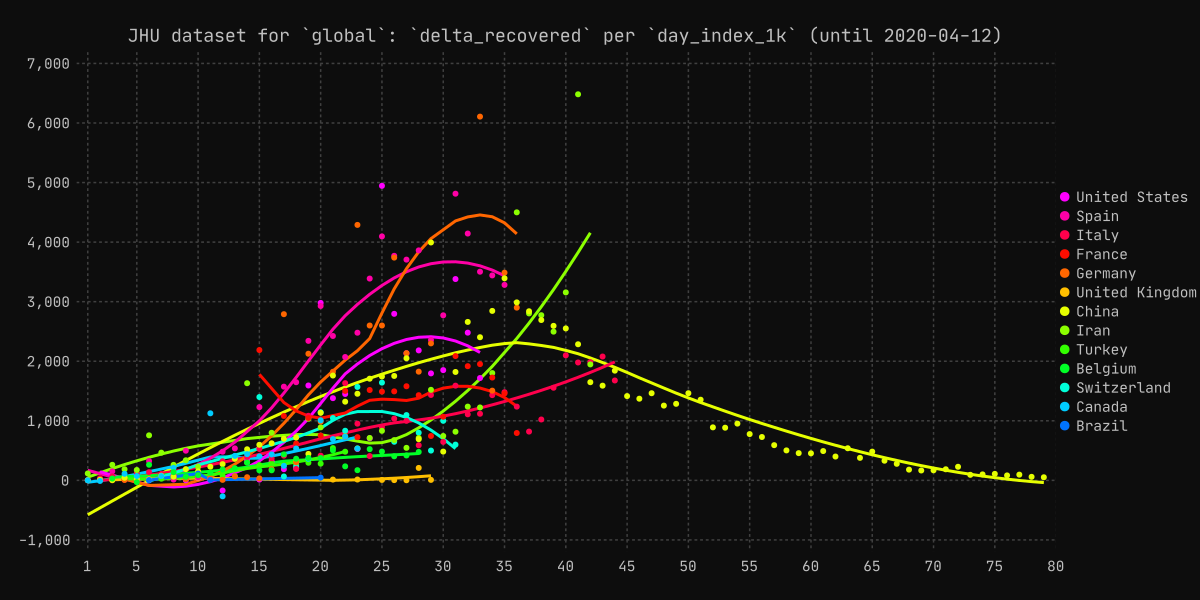 JHU dataset for `global`: `delta_recovered` per `day_index_1k` (until 2020-04-12)
7,000
6,000
5,000
4,000
3,000
2,000
1,000
0
-1,000
1 5 10 15 20 25 30 35 40 45 50 55 60 65 70 75 80
United States
Spain
Italy
France
Germany
United Kingdom
China
Iran
Turkey
Belgium
Switzerland
Canada
Brazil